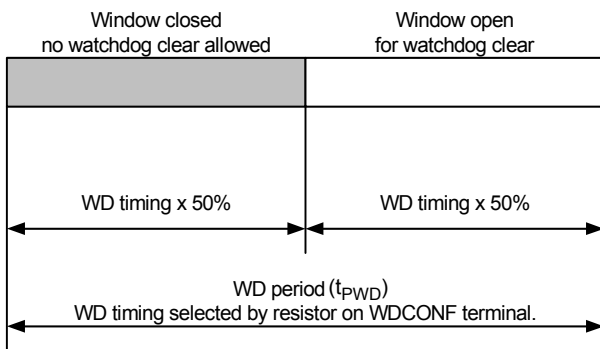 Window closed
no watchdog clear allowed
Window open
for watchdog clear
WD timing x 50%
WD timing x 50%
WD period (tPWD)
WD timing selected by resistor on WDCONF terminal.